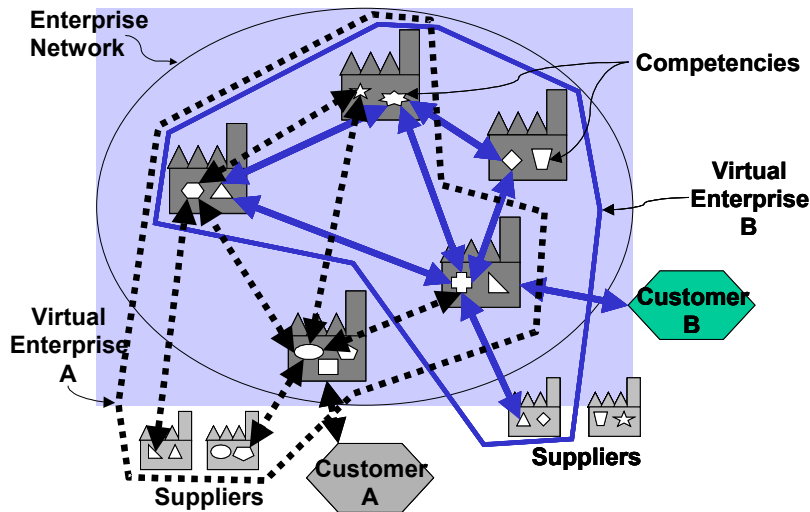 Enterprise
Network
Competencies
Virtual
Enterprise
B
Customer
B
Virtual
Enterprise
A
Suppliers
Suppliers
Customer
A